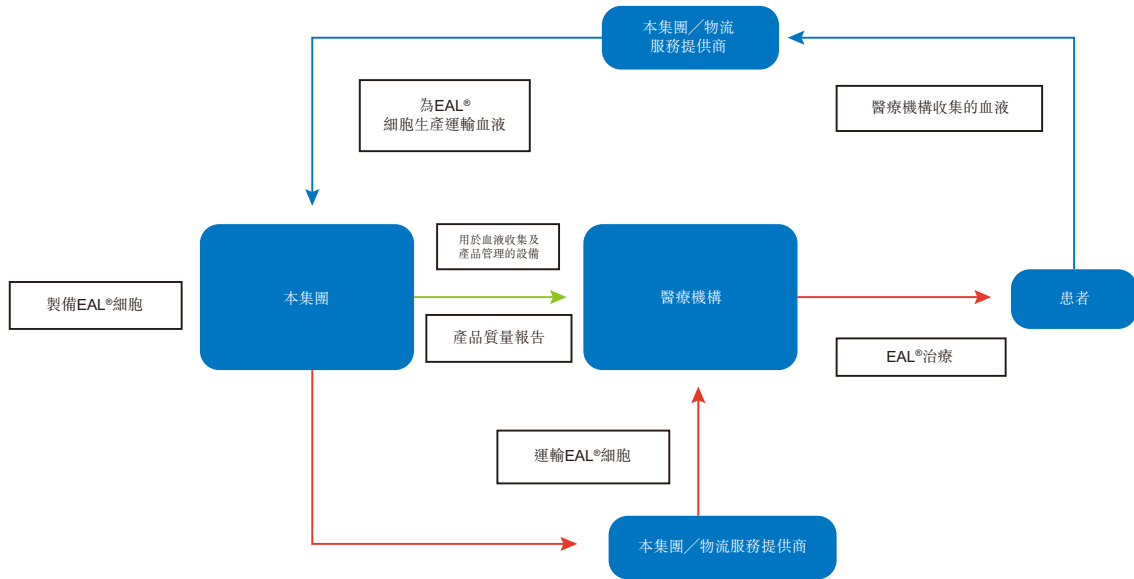 本集團／物流
服務提供商
為EAL®
細胞生產運輸血液
醫療機構收集的血液
用於血液收集及
產品管理的設備
製備EAL®細胞
本集團
醫療機構
患者
產品質量報告
EAL®治療
運輸EAL®細胞
本集團／物流服務提供商